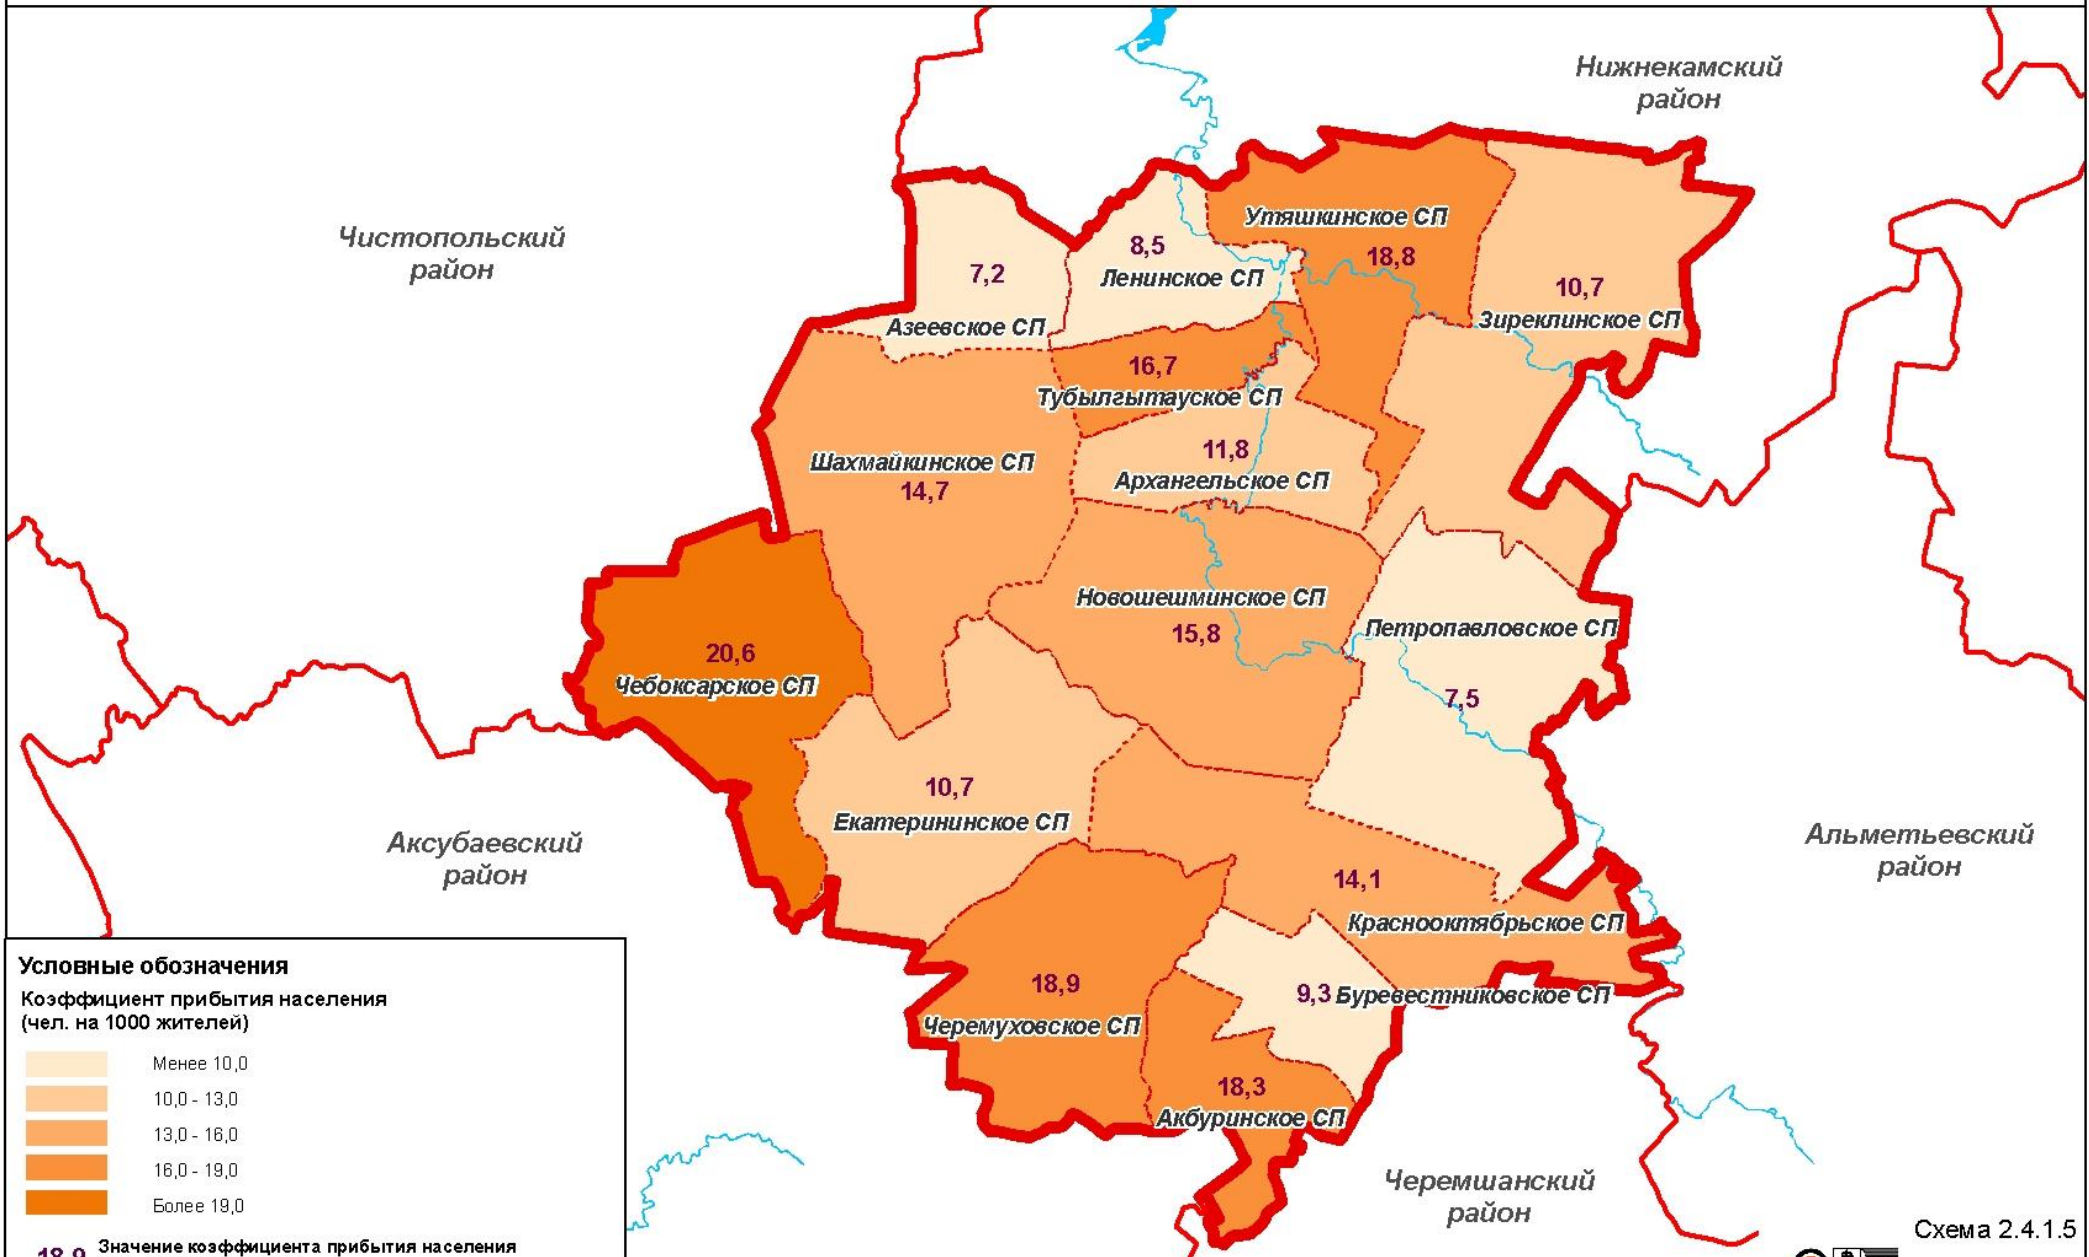 Нижнекамский
район
Чистопольский
район
Утяшкинское СП
18,8
8,5
Ленинское СП
7,2
Азеевское СП
10,7
Зиреклинское СП
16,7
Тубылгытауское СП
11,8
Архангельское СП
Шахмайкинское СП
14,7
Новошешминское СП
15,8
Петропавловское СП
7,5
20,6
Чебоксарское СП
10,7
Екатерининское СП
Аксубаевский
район
Альметьевский
район
14,1
Краснооктябрьское СП
18,9
Черемуховское СП
9,3 Буревестниковское СП
18,3
Акбуринское СП
Черемшанский
район
Условные обозначения
Коэффициент прибытия населения
(чел. на 1000 жителей)
Менее 10,0
10,0 - 13,0
13,0 - 16,0
16,0 - 19,0
Более 19,0
18,9 Значение коэффициента прибытия населения
Схема 2.4.1.5